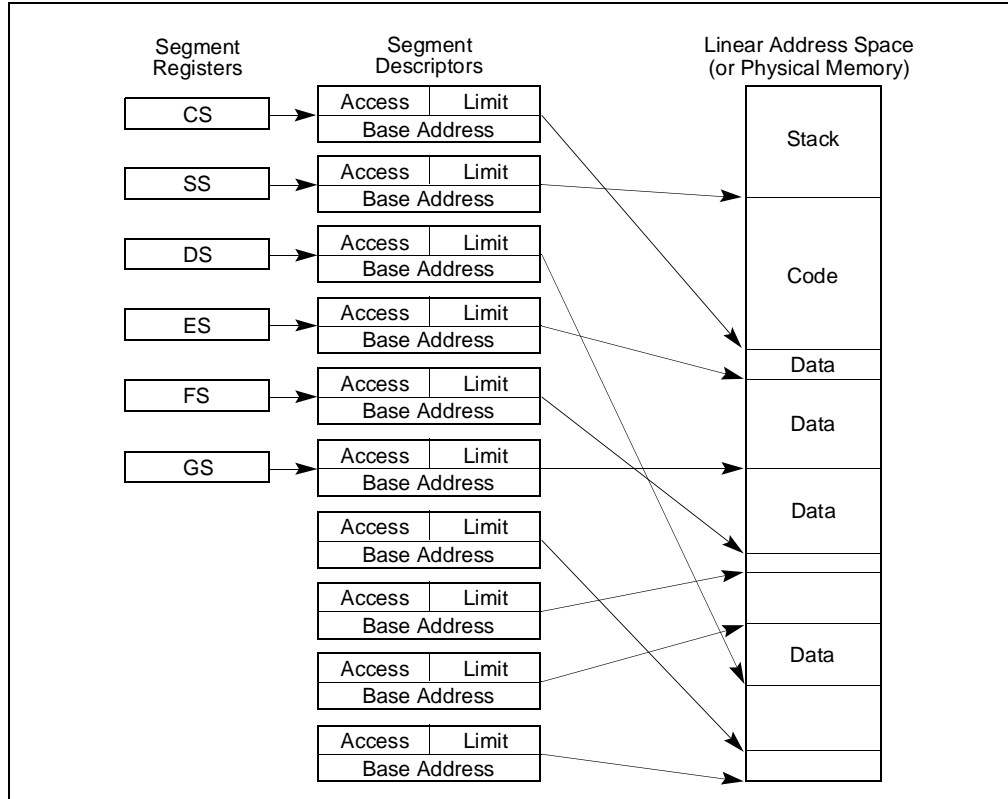 Segment
Registers
Segment
Descriptors
Linear Address Space
(or Physical Memory)
CS
Access Limit
Base Address
Stack
SS
Access Limit
Base Address
DS
Access Limit
Base Address
Code
ES
Access Limit
Base Address
Data
FS
Access Limit
Base Address
Data
GS
Access Limit
Base Address
Data
Access Limit
Base Address
Access Limit
Base Address
Access Limit
Base Address
Data
Access Limit
Base Address